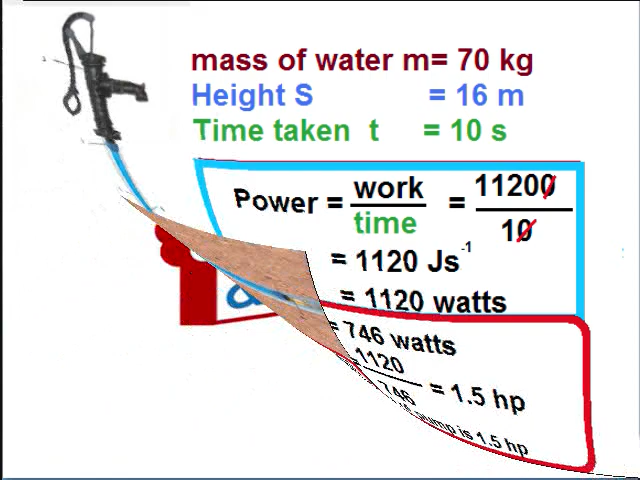 mass of water m= 70 kg
Height S = 16 m
Time taken t = 10 s
Power = work / time = 11200 / 10
= 1120 Js-1
= 1120 watts
= 746 watts
= 1120 / 746 = 1.5 hp
pump is 1.5 hp